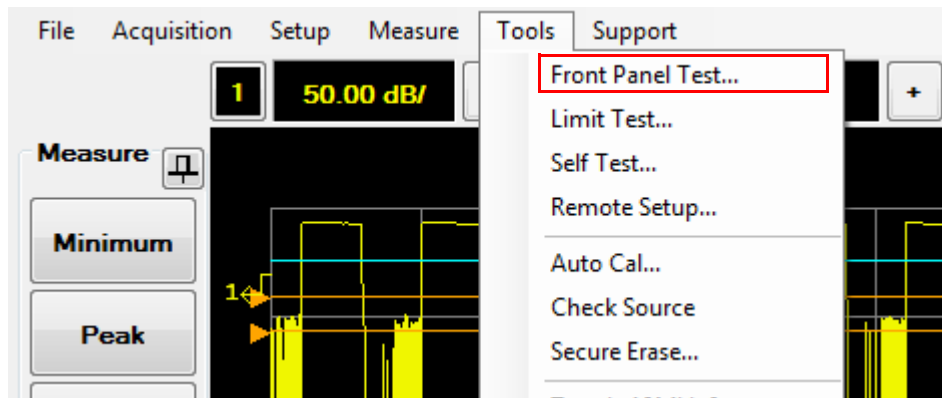 File Acquisition Setup Measure Tools Support
1 50.00 dB/ +
Front Panel Test...
Limit Test...
Self Test...
Remote Setup...
Auto Cal...
Check Source
Secure Erase...
Measure
Minimum
Peak
1